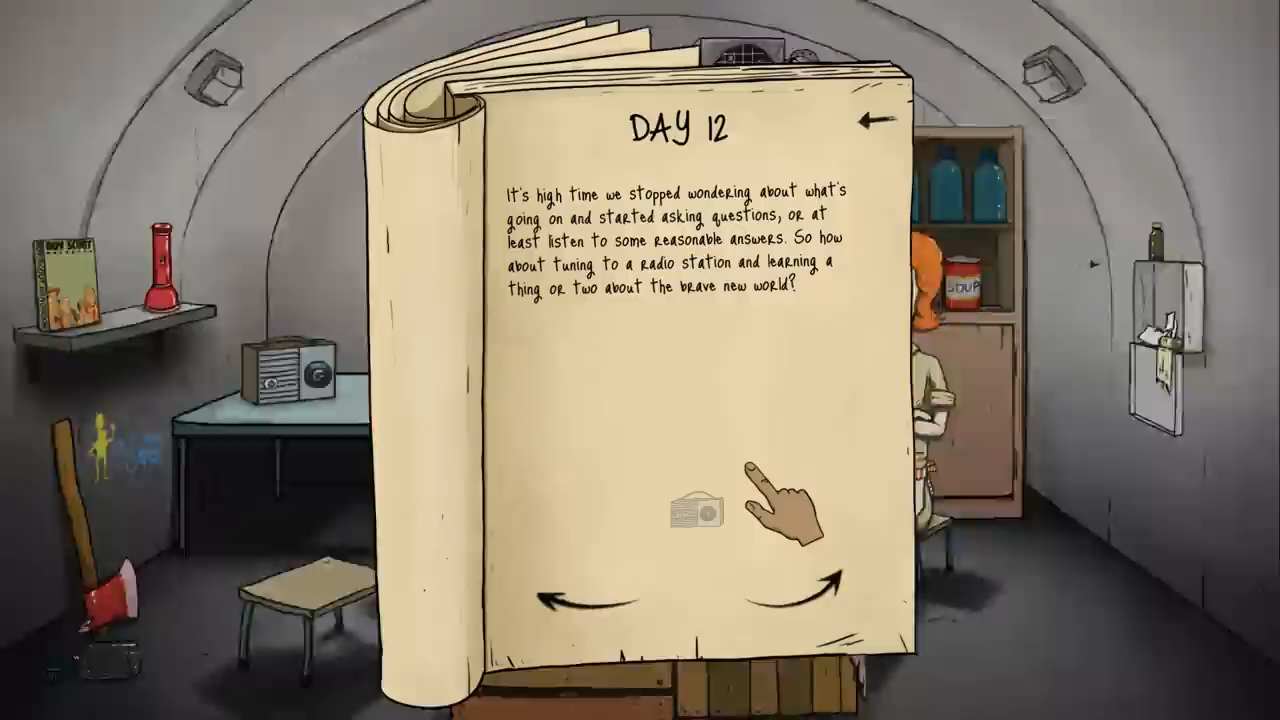 DAY 12
It's high time we stopped wondering about what's
going on and started asking questions, or at
least listen to some reasonable answers. So how
about tuning to a radio station and learning a
thing or two about the brave new world?
SOUP